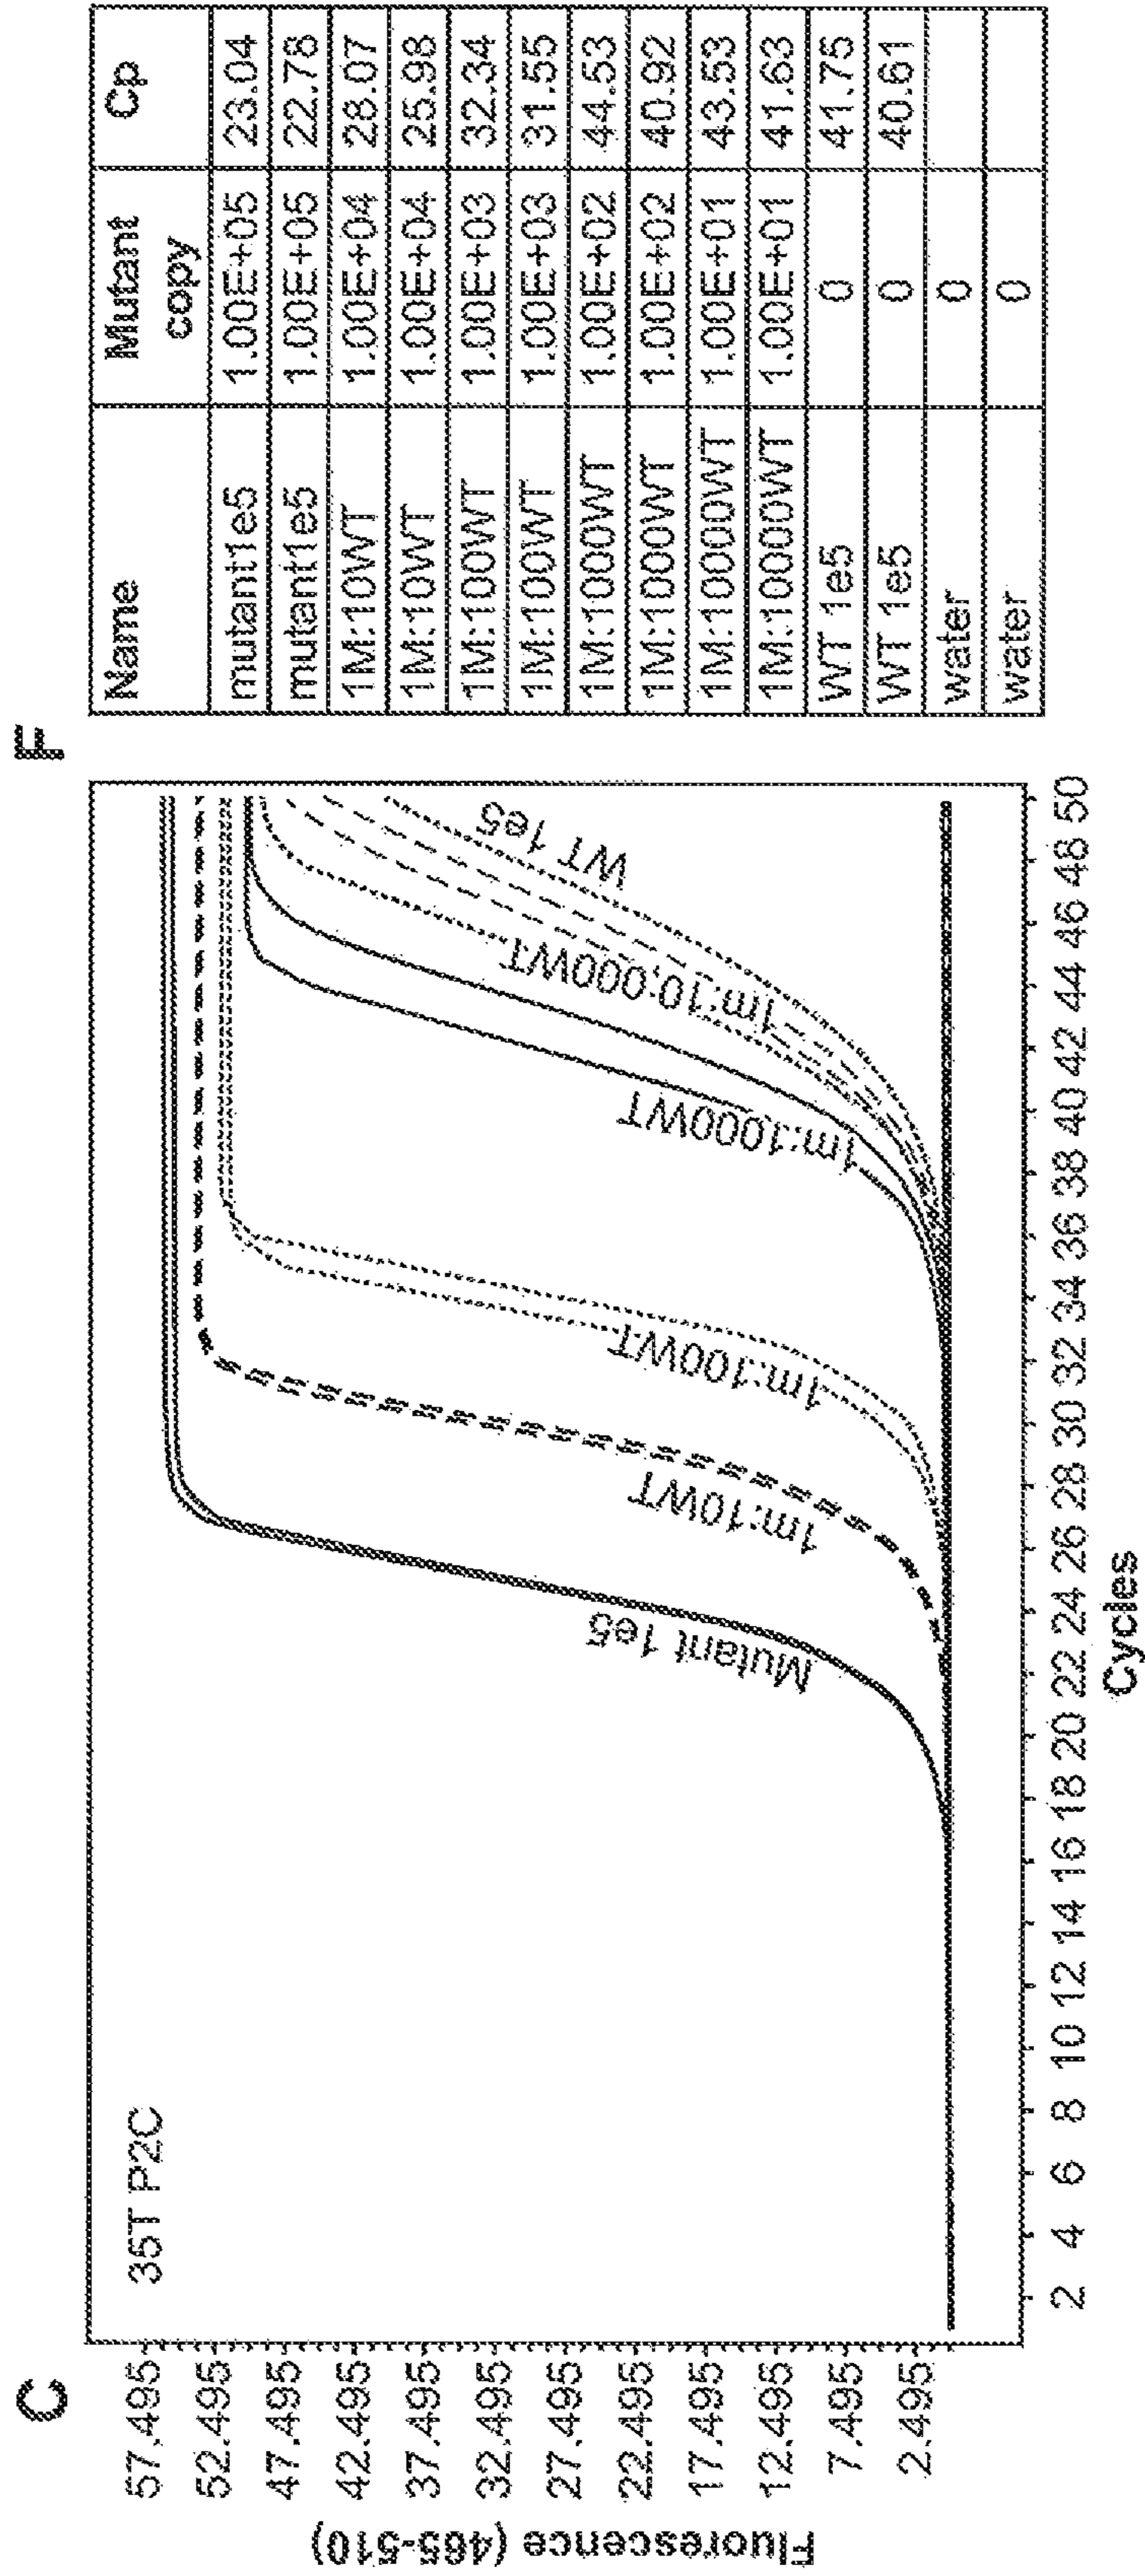 C
35T P2C
Fluorescence (465-510)
57.495
52.495
47.495
42.495
37.495
32.495
27.495
22.495
17.495
12.495
7.495
2.495
Mutant 1e5
1m:10WT
1m:100WT
1m:1000WT
1m:10;000WT
WT 1e5
2 4 6 8 10 12 14 16 18 20 22 24 26 28 30 32 34 36 38 40 42 44 46 48 50
Cycles
F
Name Mutant copy Cp
mutant1e5 1.00E+05 23.04
mutant1e5 1.00E+05 22.78
1M:10WT 1.00E+04 28.07
1M:10WT 1.00E+04 25.98
1M:100WT 1.00E+03 32.34
1M:100WT 1.00E+03 31.55
1M:1000WT 1.00E+02 44.53
1M:1000WT 1.00E+02 40.92
1M:10000WT 1.00E+01 43.53
1M:10000WT 1.00E+01 41.63
WT 1e5 0 41.75
WT 1e5 0 40.61
water 0
water 0